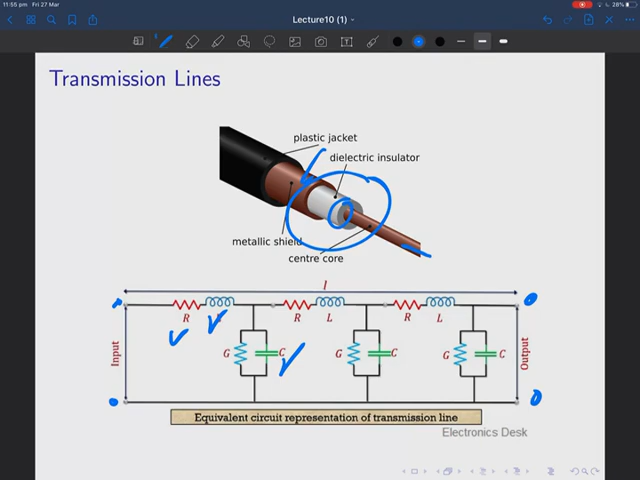 11:55 pm Fri 27 Mar
28%
Lecture10 (1)
Transmission Lines
plastic jacket
dielectric insulator
metallic shield
centre core
l
R R L R L
G C G C G C
Input
Output
Equivalent circuit representation of transmission line
Electronics Desk